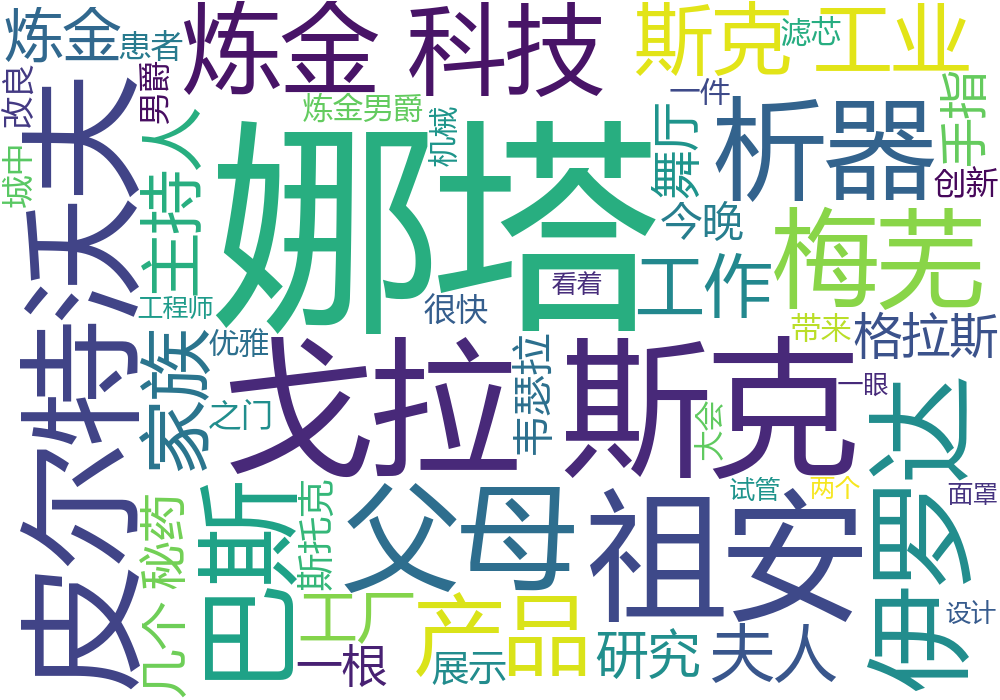 炼金
患者
炼金 科技
斯克 工业
滤芯
改良
男爵
炼金男爵
机械
一件
手指
皮尔特沃夫
城中
主持人
娜塔
舞厅
析器
创新
今晚
梅芜
工作
看着
工程师
很快
带来
格拉斯
优雅
家族
戈拉 斯克
韦瑟拉
一眼
之门
大会
伊罗达
秘药
巴斯
斯托克
父母
祖安
试管
两个
面罩
几个
工厂
产品
设计
一根
展示
研究
夫人